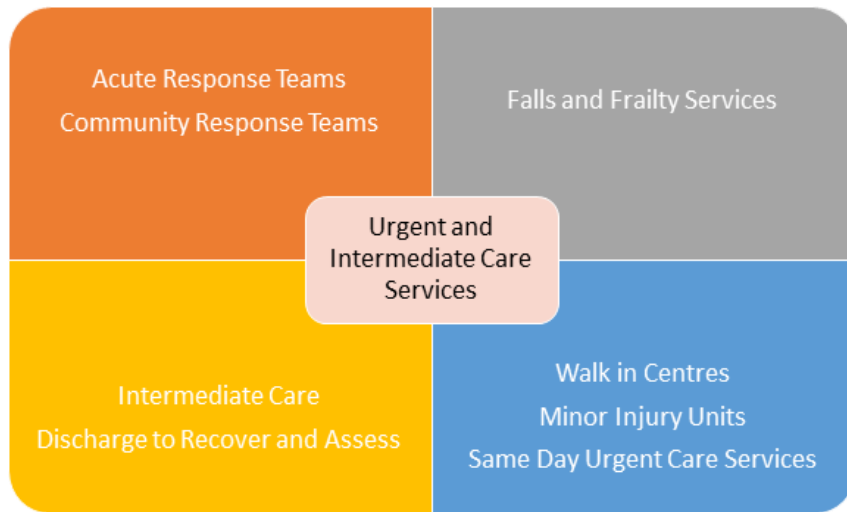 Acute Response Teams
Community Response Teams
Falls and Frailty Services
Urgent and
Intermediate Care
Services
Intermediate Care
Discharge to Recover and Assess
Walk in Centres
Minor Injury Units
Same Day Urgent Care Services